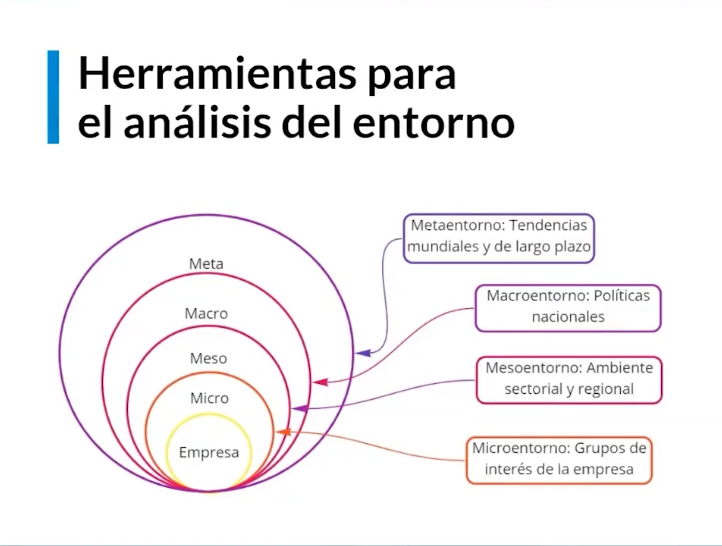 Herramientas para
el análisis del entorno
Meta
Macro
Meso
Micro
Empresa
Metaentorno: Tendencias
mundiales y de largo plazo
Macroentorno: Políticas
nacionales
Mesoentorno: Ambiente
sectorial y regional
Microentorno: Grupos de
interés de la empresa